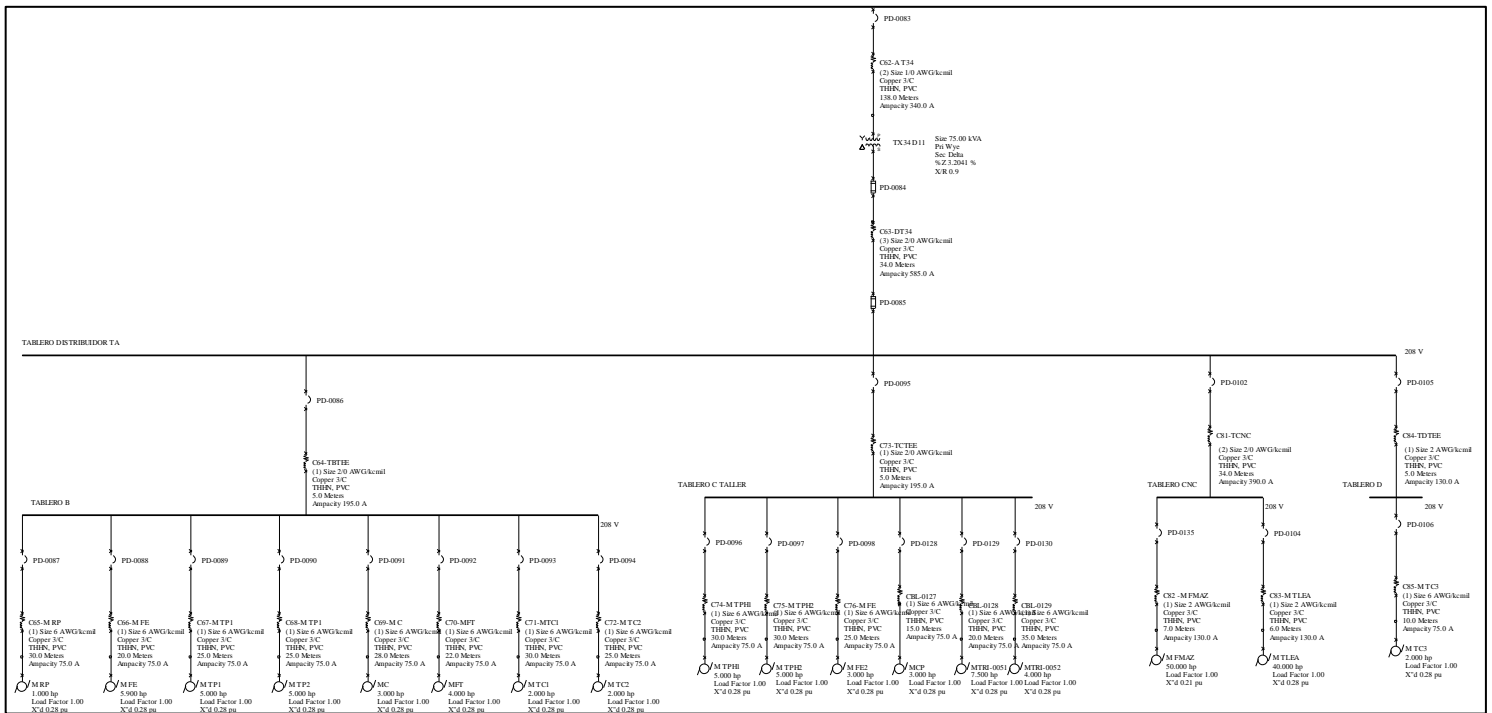 PD-0083
C62-AT34
(2) Size 1/0 AWG/kcmil
Copper 3/C
THHN, PVC
138.0 Meters
Ampacity 340.0 A
TX34 D11
Size 75.00 kVA
Pri Wye
Sec Delta
%Z 3.2041 %
X/R 0.9
PD-0084
C63-DT34
(3) Size 2/0 AWG/kcmil
Copper 3/C
THHN, PVC
34.0 Meters
Ampacity 585.0 A
PD-0085
TABLERO DISTRIBUIDOR TA
208 V
PD-0086
C64-TBTEE
(1) Size 2/0 AWG/kcmil
Copper 3/C
THHN, PVC
5.0 Meters
Ampacity 195.0 A
TABLERO B
208 V
PD-0087
C65-M RP
(1) Size 6 AWG/kcmil
Copper 3/C
THHN, PVC
30.0 Meters
Ampacity 75.0 A
M RP
1.000 hp
Load Factor 1.00
X"d 0.28 pu
PD-0088
C66-M FE
(1) Size 6 AWG/kcmil
Copper 3/C
THHN, PVC
20.0 Meters
Ampacity 75.0 A
M FE
5.900 hp
Load Factor 1.00
X"d 0.28 pu
PD-0089
C67-M TP1
(1) Size 6 AWG/kcmil
Copper 3/C
THHN, PVC
25.0 Meters
Ampacity 75.0 A
M TP1
5.000 hp
Load Factor 1.00
X"d 0.28 pu
PD-0090
C68-M TP1
(1) Size 6 AWG/kcmil
Copper 3/C
THHN, PVC
25.0 Meters
Ampacity 75.0 A
M TP2
5.000 hp
Load Factor 1.00
X"d 0.28 pu
PD-0091
C69-M C
(1) Size 6 AWG/kcmil
Copper 3/C
THHN, PVC
28.0 Meters
Ampacity 75.0 A
MC
3.000 hp
Load Factor 1.00
X"d 0.28 pu
PD-0092
C70-MFT
(1) Size 6 AWG/kcmil
Copper 3/C
THHN, PVC
22.0 Meters
Ampacity 75.0 A
MFT
4.000 hp
Load Factor 1.00
X"d 0.28 pu
PD-0093
C71-MTC1
(1) Size 6 AWG/kcmil
Copper 3/C
THHN, PVC
30.0 Meters
Ampacity 75.0 A
M TC1
2.000 hp
Load Factor 1.00
X"d 0.28 pu
PD-0094
C72-M TC2
(1) Size 6 AWG/kcmil
Copper 3/C
THHN, PVC
25.0 Meters
Ampacity 75.0 A
M TC2
2.000 hp
Load Factor 1.00
X"d 0.28 pu
PD-0095
C73-TCTEE
(1) Size 2/0 AWG/kcmil
Copper 3/C
THHN, PVC
5.0 Meters
Ampacity 195.0 A
TABLERO C TALLER
208 V
PD-0096
C74-M TPH1
(1) Size 6 AWG/kcmil
Copper 3/C
THHN, PVC
30.0 Meters
Ampacity 75.0 A
M TPH1
5.000 hp
Load Factor 1.00
X"d 0.28 pu
PD-0097
C75-M TPH2
(1) Size 6 AWG/kcmil
Copper 3/C
THHN, PVC
30.0 Meters
Ampacity 75.0 A
M TPH2
5.000 hp
Load Factor 1.00
X"d 0.28 pu
PD-0098
C76-M FE
(1) Size 6 AWG/kcmil
Copper 3/C
THHN, PVC
25.0 Meters
Ampacity 75.0 A
M FE2
3.000 hp
Load Factor 1.00
X"d 0.28 pu
PD-0128
CBL-0127
(1) Size 6 AWG/kcmil
Copper 3/C
THHN, PVC
15.0 Meters
Ampacity 75.0 A
MCP
3.000 hp
Load Factor 1.00
X"d 0.28 pu
PD-0129
CBL-0128
(1) Size 6 AWG/kcmil
Copper 3/C
THHN, PVC
20.0 Meters
Ampacity 75.0 A
MTRI-0051
7.500 hp
Load Factor 1.00
X"d 0.28 pu
PD-0130
CBL-0129
(1) Size 6 AWG/kcmil
Copper 3/C
THHN, PVC
35.0 Meters
Ampacity 75.0 A
MTRI-0052
4.000 hp
Load Factor 1.00
X"d 0.28 pu
PD-0102
C81-TCNC
(2) Size 2/0 AWG/kcmil
Copper 3/C
THHN, PVC
34.0 Meters
Ampacity 390.0 A
TABLERO CNC
208 V
PD-0135
C82 -M FMAZ
(1) Size 2 AWG/kcmil
Copper 3/C
THHN, PVC
7.0 Meters
Ampacity 130.0 A
M FMAZ
50.000 hp
Load Factor 1.00
X"d 0.21 pu
PD-0104
C83-M TLEA
(1) Size 2 AWG/kcmil
Copper 3/C
THHN, PVC
6.0 Meters
Ampacity 130.0 A
M TLEA
40.000 hp
Load Factor 1.00
X"d 0.28 pu
PD-0105
C84-TDTEE
(1) Size 2 AWG/kcmil
Copper 3/C
THHN, PVC
5.0 Meters
Ampacity 130.0 A
TABLERO D
208 V
PD-0106
C85-M TC3
(1) Size 6 AWG/kcmil
Copper 3/C
THHN, PVC
10.0 Meters
Ampacity 75.0 A
M TC3
2.000 hp
Load Factor 1.00
X"d 0.28 pu